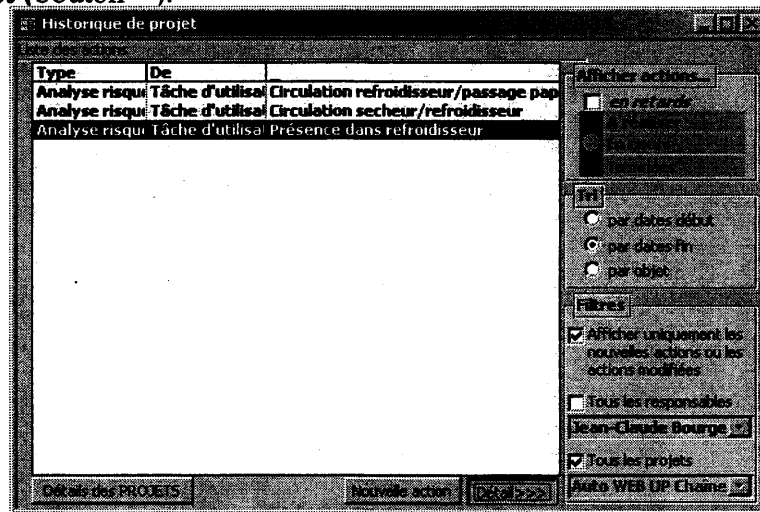 Historique de projet
Type De
Analyse risqu Tâche d'utilisa Circulation refroidisseur/passage pap
Analyse risqu Tâche d'utilisa Circulation secheur/refroidisseur
Analyse risqu Tâche d'utilisa Présence dans refroidisseur
Afficher actions...
en retards
Tri
par dates début
par dates fin
par objet
Filtres
Afficher uniquement les
nouvelles actions ou les
actions modifiées
Tous les responsables
Jean-Claude Bourge
Tous les projets
Auto WEB UP Chaine
Détails des PROJETS Nouvelle action Détail>>>